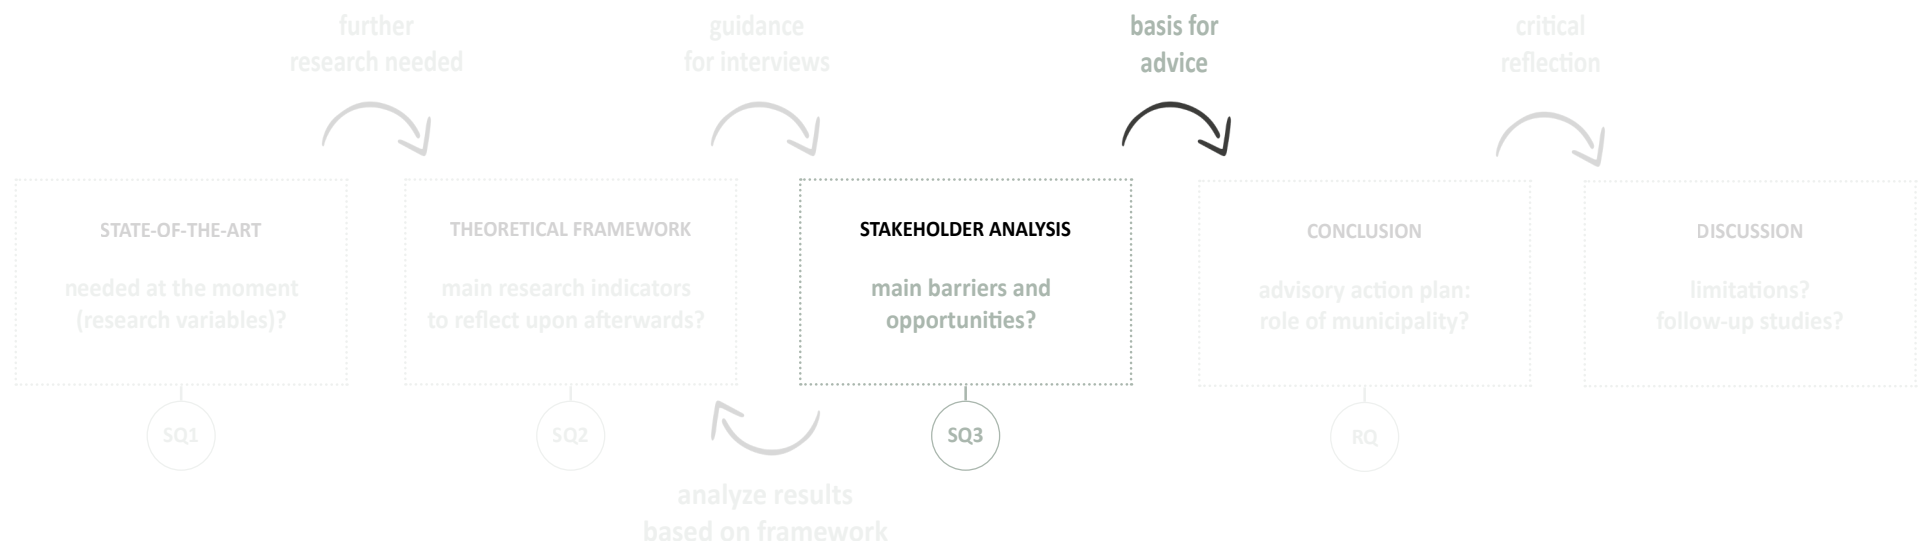 further
research needed
guidance
for interviews
basis for
advice
critical
reflection
STATE-OF-THE-ART
needed at the moment
(research variables)?
SQ1
THEORETICAL FRAMEWORK
main research indicators
to reflect upon afterwards?
SQ2
STAKEHOLDER ANALYSIS
main barriers and
opportunities?
SQ3
CONCLUSION
advisory action plan:
role of municipality?
RQ
DISCUSSION
limitations?
follow-up studies?
analyze results
based on framework